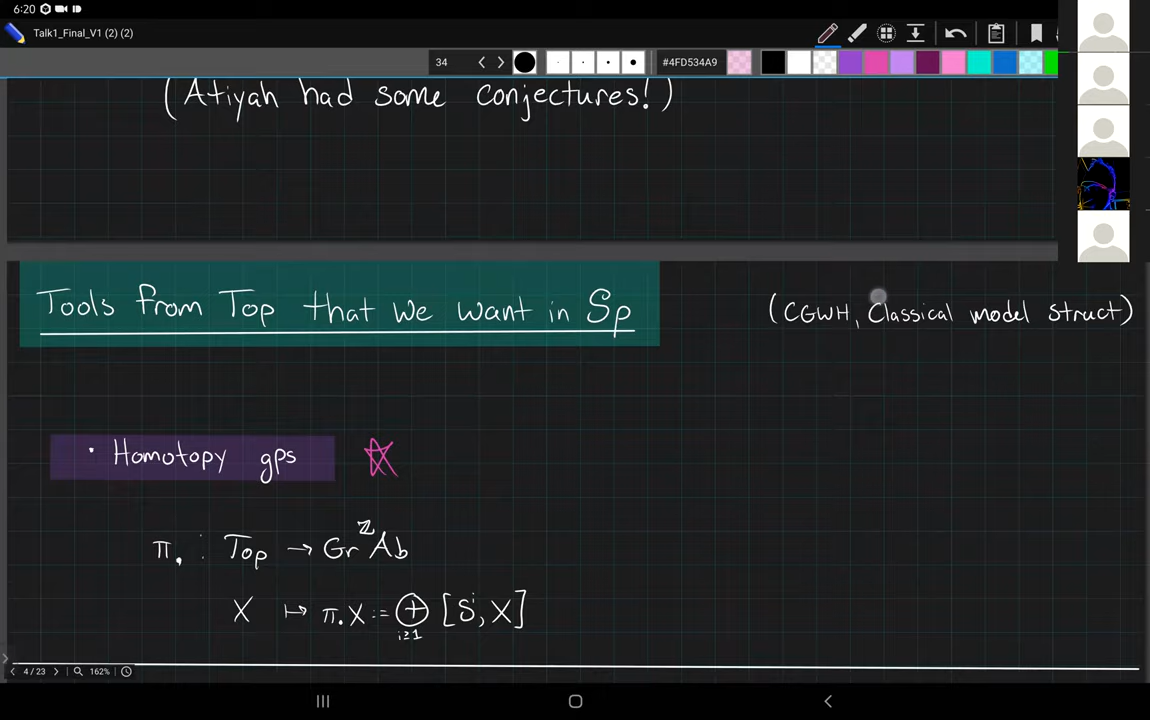 6:20
Talk1_Final_V1 (2) (2)
34
#4FD534A9
(Atiyah had some conjectures!)
Tools from Top that we want in Sp
(CGWH, Classical model struct)
· Homotopy gps ☆
π. : Top → Gr^ℤ Ab
X ↦ π.X := ⊕_{i≥1} [Sⁱ, X]
4/23
162%